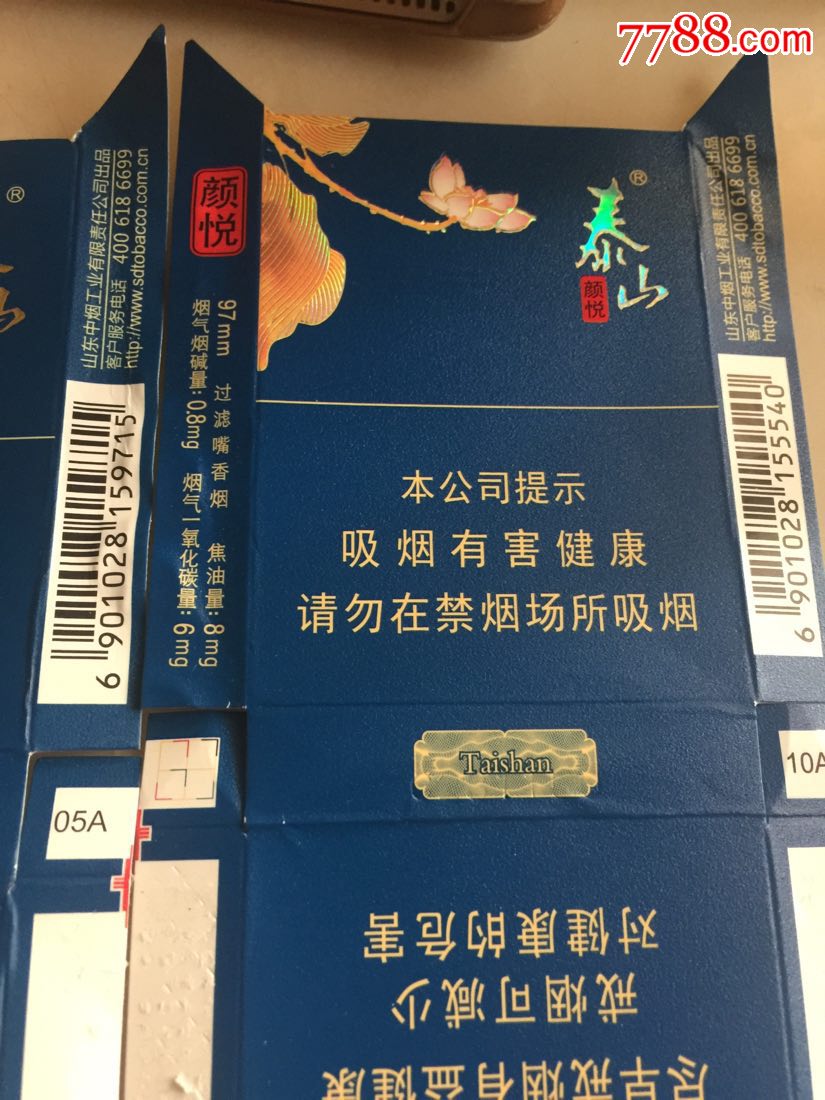 7788.com
®
山东中烟工业有限责任公司出品
客户服务电话 400 618 6699
http://www.sdtobacco.com.cn
6 901028 159715
05A
颜悦
97mm 过滤嘴香烟 焦油量:8mg
烟气烟碱量:0.8mg 烟气一氧化碳量:6mg
泰山®
颜悦
本公司提示
吸烟有害健康
请勿在禁烟场所吸烟
山东中烟工业有限责任公司出品
客户服务电话 400 618 6699
http://www.sdtobacco.com.cn
6 901028 155540
Taishan
10A
尽早戒烟有益健康
戒烟可减少
对健康的危害